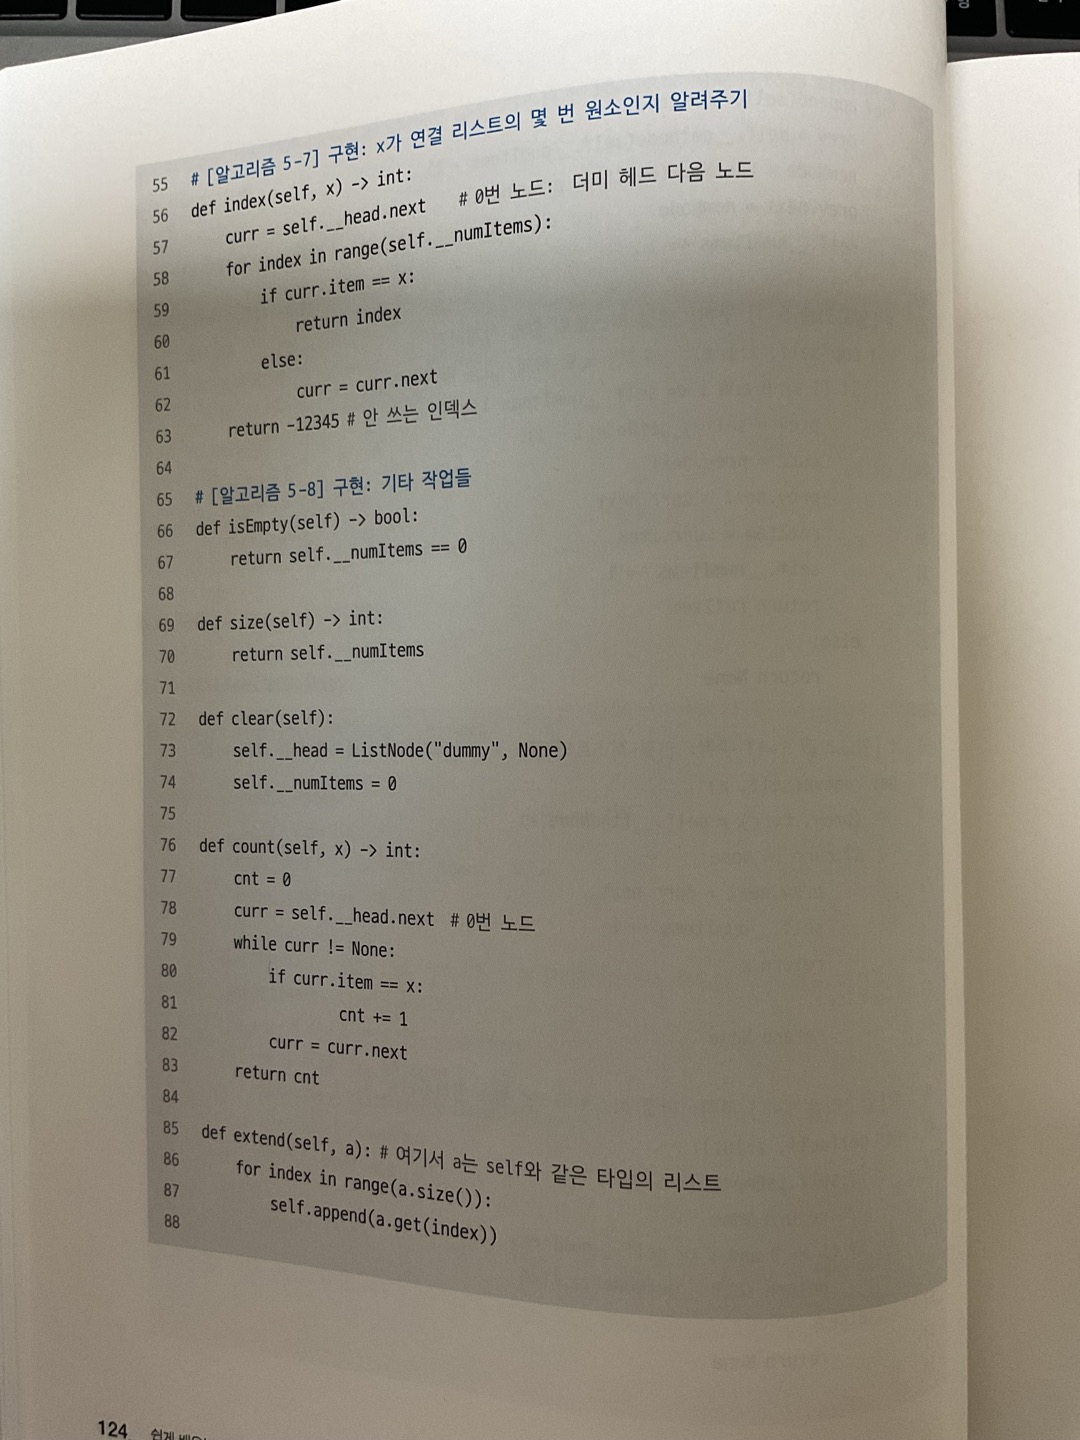 55 # [알고리즘 5-7] 구현: x가 연결 리스트의 몇 번 원소인지 알려주기
56 def index(self, x) -> int:
57     curr = self.__head.next   # 0번 노드:  더미 헤드 다음 노드
58     for index in range(self.__numItems):
59         if curr.item == x:
60             return index
61         else:
62             curr = curr.next
63     return -12345 # 안 쓰는 인덱스
64
65 # [알고리즘 5-8] 구현: 기타 작업들
66 def isEmpty(self) -> bool:
67     return self.__numItems == 0
68
69 def size(self) -> int:
70     return self.__numItems
71
72 def clear(self):
73     self.__head = ListNode("dummy", None)
74     self.__numItems = 0
75
76 def count(self, x) -> int:
77     cnt = 0
78     curr = self.__head.next  # 0번 노드
79     while curr != None:
80         if curr.item == x:
81                 cnt += 1
82         curr = curr.next
83     return cnt
84
85 def extend(self, a): # 여기서 a는 self와 같은 타입의 리스트
86     for index in range(a.size()):
87         self.append(a.get(index))
88
124 쉽게